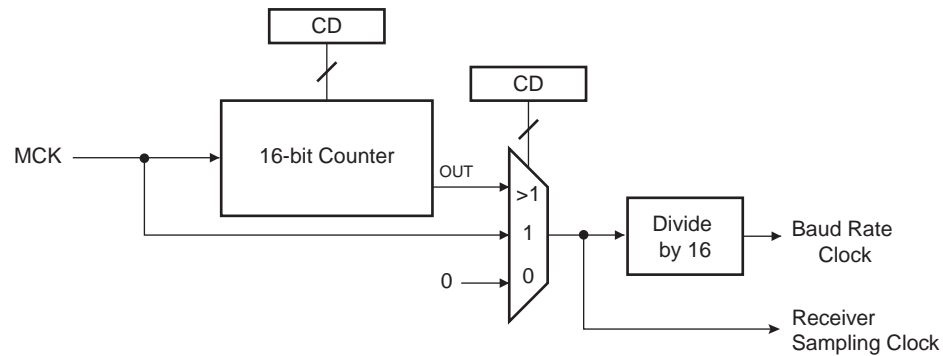 CD
CD
MCK
16-bit Counter
OUT
>1
1
0
0
Divide
by 16
Baud Rate
Clock
Receiver
Sampling Clock